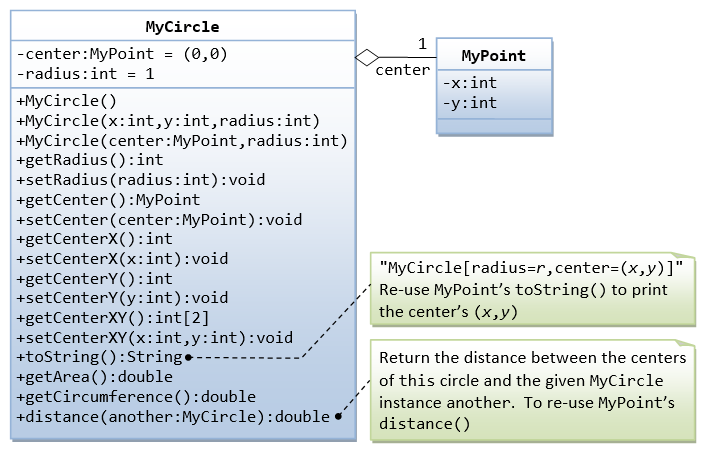 MyCircle
-center:MyPoint = (0,0)
-radius:int = 1
+MyCircle()
+MyCircle(x:int,y:int,radius:int)
+MyCircle(center:MyPoint,radius:int)
+getRadius():int
+setRadius(radius:int):void
+getCenter():MyPoint
+setCenter(center:MyPoint):void
+getCenterX():int
+setCenterX(x:int):void
+getCenterY():int
+setCenterY(y:int):void
+getCenterXY():int[2]
+setCenterXY(x:int,y:int):void
+toString():String
+getArea():double
+getCircumference():double
+distance(another:MyCircle):double
1
center
MyPoint
-x:int
-y:int
"MyCircle[radius=r,center=(x,y)]"
Re-use MyPoint’s toString() to print
the center’s (x,y)
Return the distance between the centers
of this circle and the given MyCircle
instance another. To re-use MyPoint’s
distance()